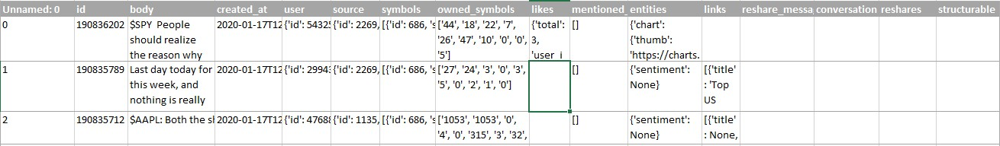 Unnamed: 0 id body created_at user source symbols owned_symbols likes mentioned_ entities links reshare_messa conversation reshares structurable
0 190836202 $SPY People should realize the reason why 2020-01-17T12 {'id': 5432 {'id': 2269, [{'id': 686, 's ['44', '18', '22', '7', '26', '47', '10', '0', '0', '5'] {'total': 3, 'user_i [] {'chart': {'thumb': 'https://charts.
1 190835789 Last day today for this week, and nothing is really 2020-01-17T12 {'id': 2994 {'id': 2269, [{'id': 686, 's ['27', '24', '3', '0', '3', '5', '0', '2', '1', '0'] [] {'sentiment': None} [{'title' : 'Top US
2 190835712 $AAPL: Both the sl 2020-01-17T12 {'id': 4768 {'id': 1135, [{'id': 686, 's ['1053', '1053', '0', '4', '0', '315', '3', '32', [] {'sentiment': None} [{'title' : None,